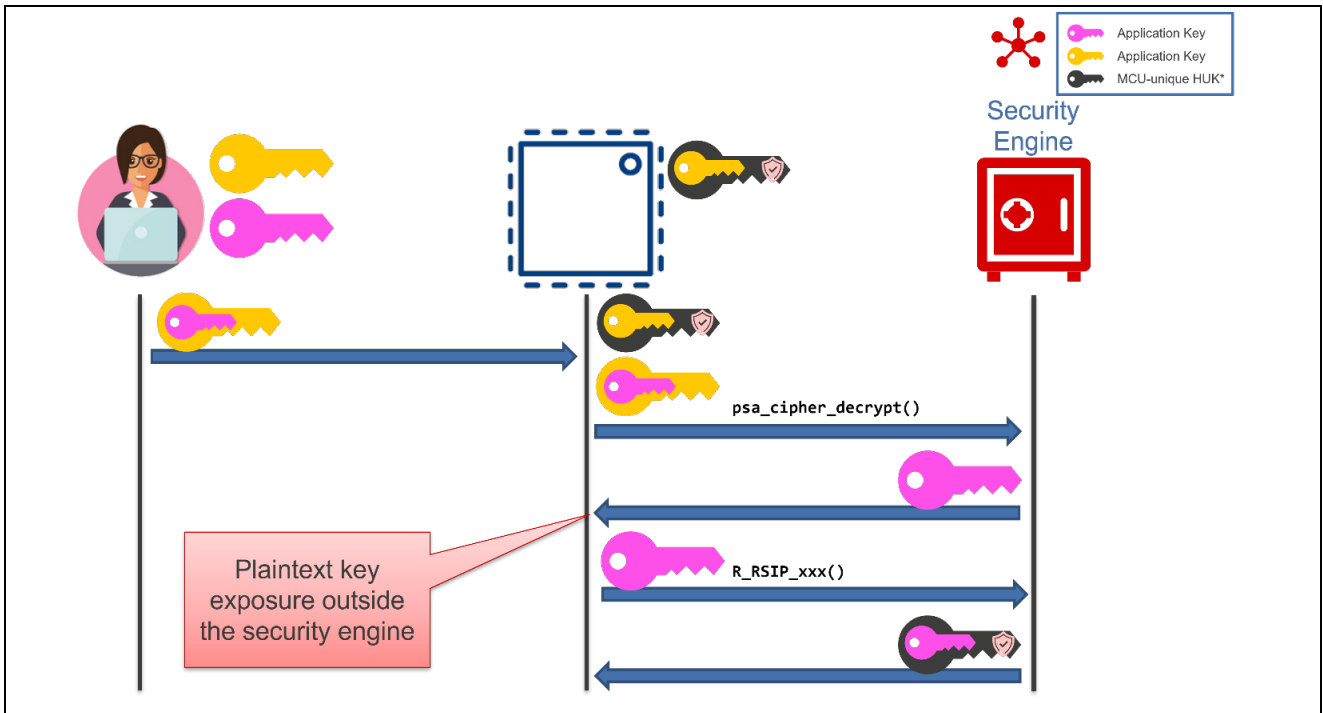 Application Key
Application Key
MCU-unique HUK*
Security
Engine
psa_cipher_decrypt()
Plaintext key
exposure outside
the security engine
R_RSIP_xxx()